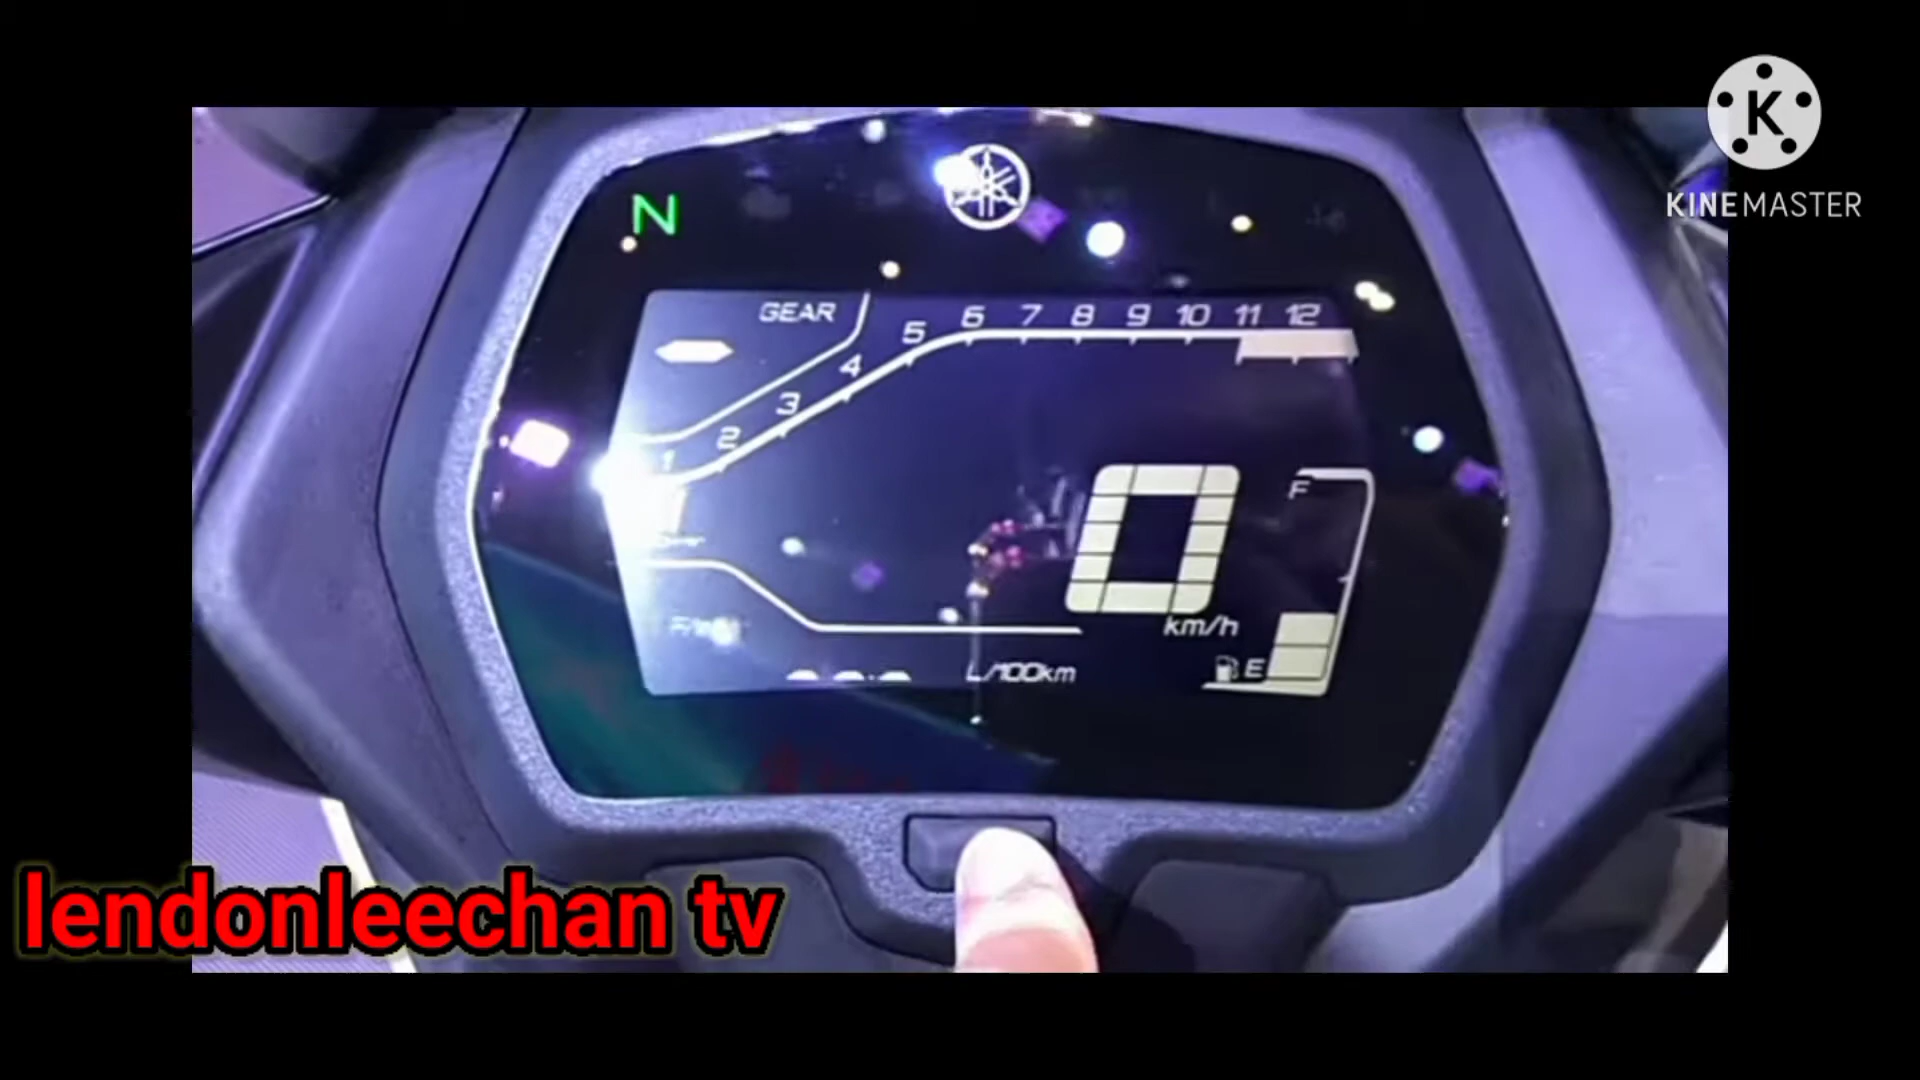 K
KINEMASTER
N
GEAR
1 2 3 4 5 6 7 8 9 10 11 12
0
F
km/h
L/100km
E
lendonleechan tv